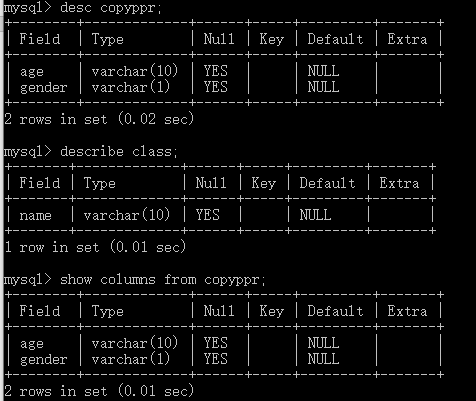 mysql> desc copyppr;
+--------+-------------+------+-----+---------+-------+
| Field  | Type        | Null | Key | Default | Extra |
+--------+-------------+------+-----+---------+-------+
| age    | varchar(10) | YES  |     | NULL    |       |
| gender | varchar(1)  | YES  |     | NULL    |       |
+--------+-------------+------+-----+---------+-------+
2 rows in set (0.02 sec)
mysql> describe class;
+-------+-------------+------+-----+---------+-------+
| Field | Type        | Null | Key | Default | Extra |
+-------+-------------+------+-----+---------+-------+
| name  | varchar(10) | YES  |     | NULL    |       |
+-------+-------------+------+-----+---------+-------+
1 row in set (0.01 sec)
mysql> show columns from copyppr;
+--------+-------------+------+-----+---------+-------+
| Field  | Type        | Null | Key | Default | Extra |
+--------+-------------+------+-----+---------+-------+
| age    | varchar(10) | YES  |     | NULL    |       |
| gender | varchar(1)  | YES  |     | NULL    |       |
+--------+-------------+------+-----+---------+-------+
2 rows in set (0.01 sec)